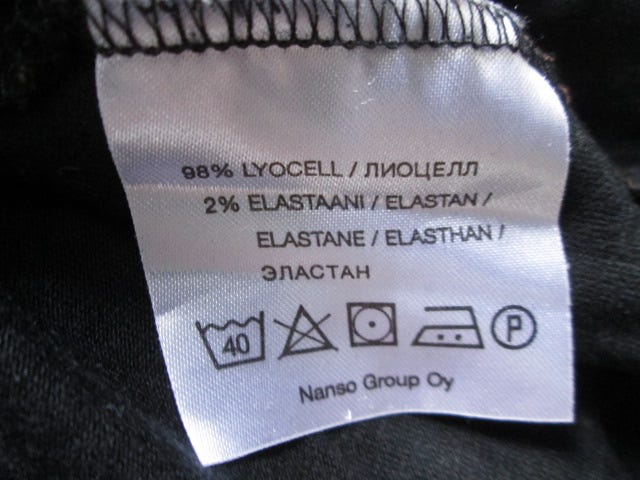 98% LYOCELL / ЛИОЦЕЛЛ
2% ELASTAANI / ELASTAN /
ELASTANE / ELASTHAN /
ЭЛАСТАН
40 P
Nanso Group Oy